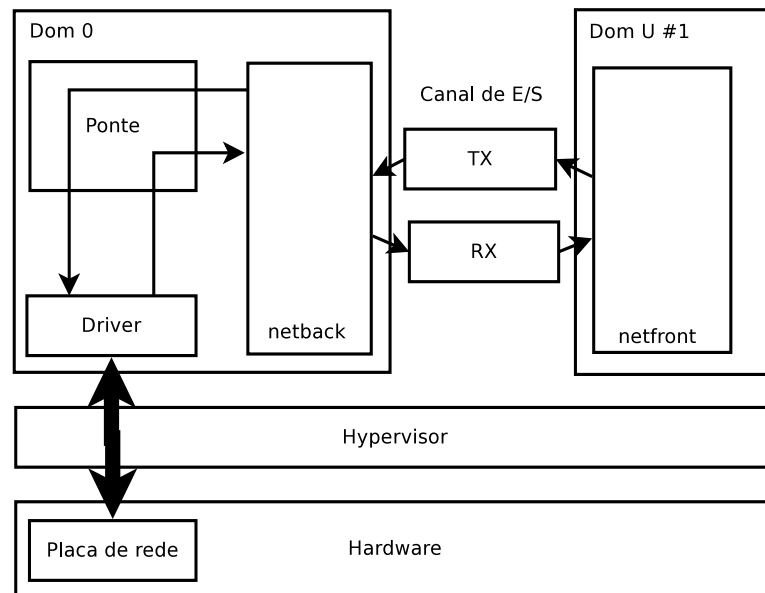 Dom 0
Dom U #1
Ponte
Canal de E/S
TX
RX
Driver
netback
netfront
Hypervisor
Placa de rede
Hardware